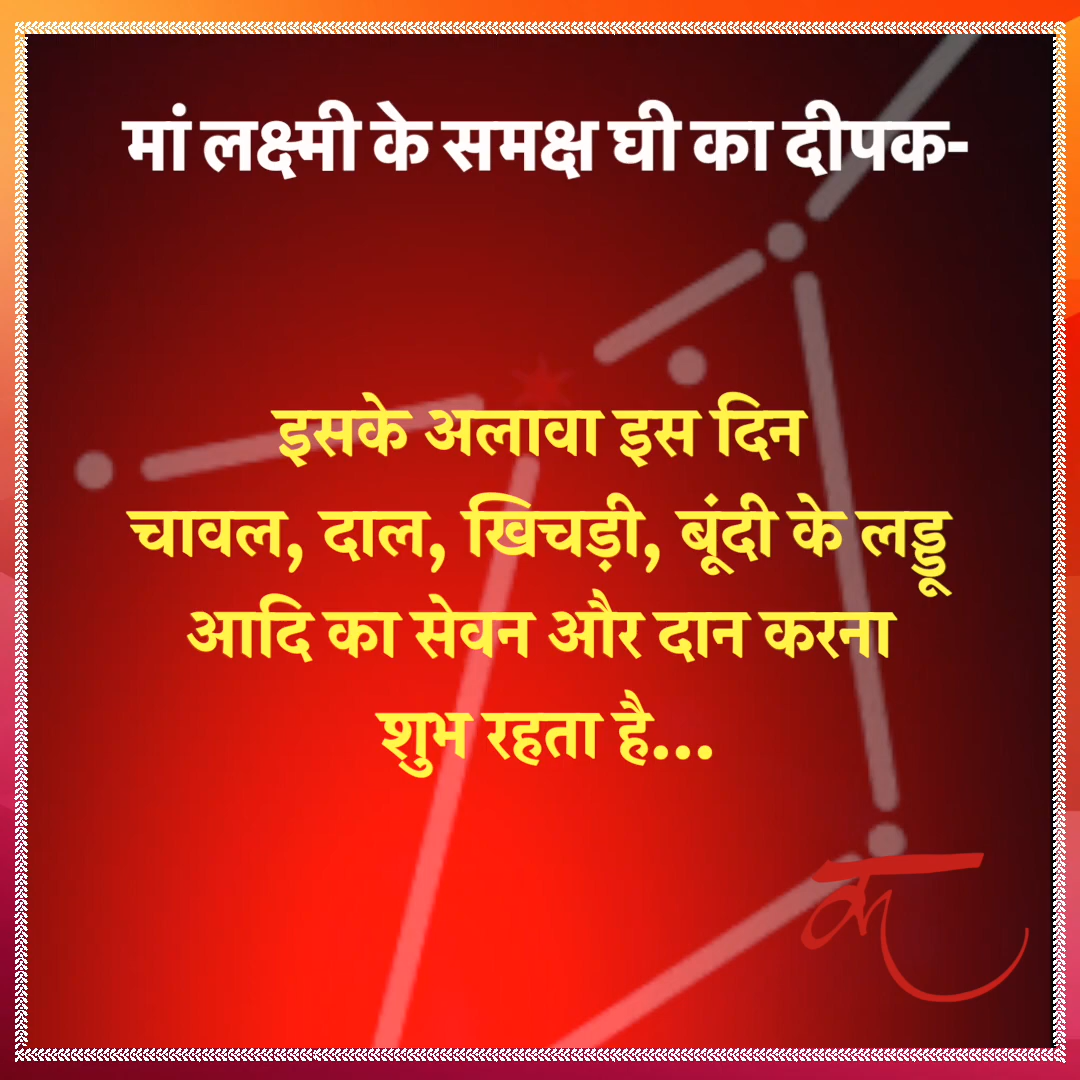 मां लक्ष्मी के समक्ष घी का दीपक-
इसके अलावा इस दिन
चावल, दाल, खिचड़ी, बूंदी के लड्डू
आदि का सेवन और दान करना
शुभ रहता है...
क